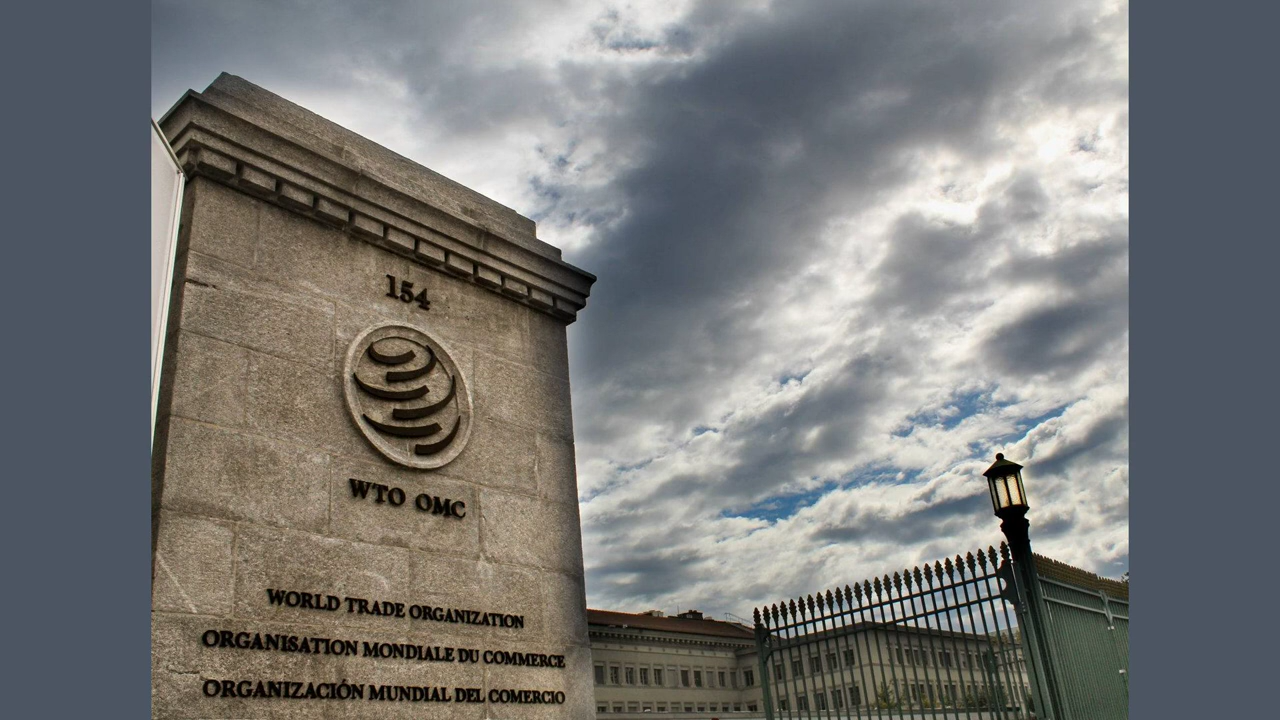 154
WTO OMC
WORLD TRADE ORGANIZATION
ORGANISATION MONDIALE DU COMMERCE
ORGANIZACIÓN MUNDIAL DEL COMERCIO